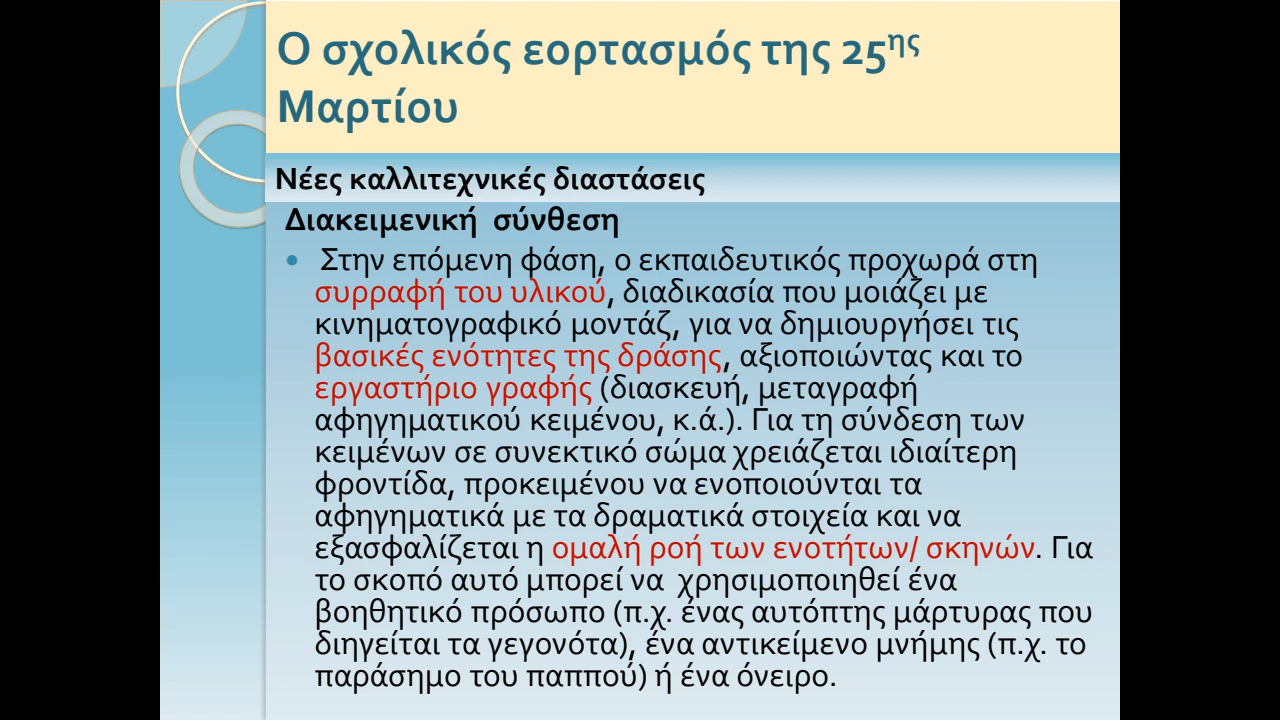 Ο σχολικός εορτασμός της 25ης
Μαρτίου
Νέες καλλιτεχνικές διαστάσεις
Διακειμενική σύνθεση
• Στην επόμενη φάση, ο εκπαιδευτικός προχωρά στη
συρραφή του υλικού, διαδικασία που μοιάζει με
κινηματογραφικό μοντάζ, για να δημιουργήσει τις
βασικές ενότητες της δράσης, αξιοποιώντας και το
εργαστήριο γραφής (διασκευή, μεταγραφή
αφηγηματικού κειμένου, κ.ά.). Για τη σύνδεση των
κειμένων σε συνεκτικό σώμα χρειάζεται ιδιαίτερη
φροντίδα, προκειμένου να ενοποιούνται τα
αφηγηματικά με τα δραματικά στοιχεία και να
εξασφαλίζεται η ομαλή ροή των ενοτήτων/ σκηνών. Για
το σκοπό αυτό μπορεί να χρησιμοποιηθεί ένα
βοηθητικό πρόσωπο (π.χ. ένας αυτόπτης μάρτυρας που
διηγείται τα γεγονότα), ένα αντικείμενο μνήμης (π.χ. το
παράσημο του παππού) ή ένα όνειρο.